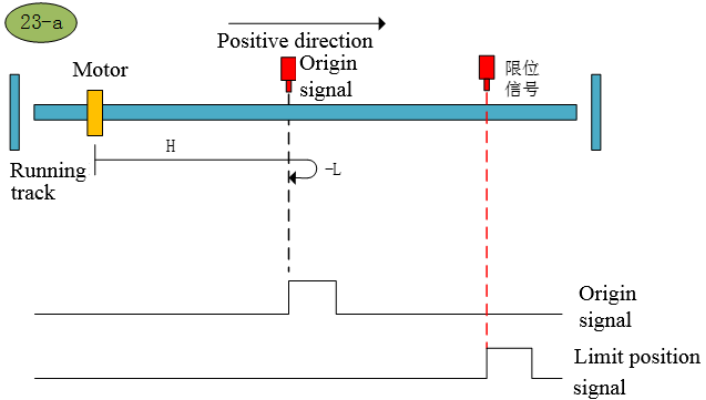 23-a
Positive direction
Motor
Origin
signal
限位
信号
H
-L
Running
track
Origin
signal
Limit position
signal